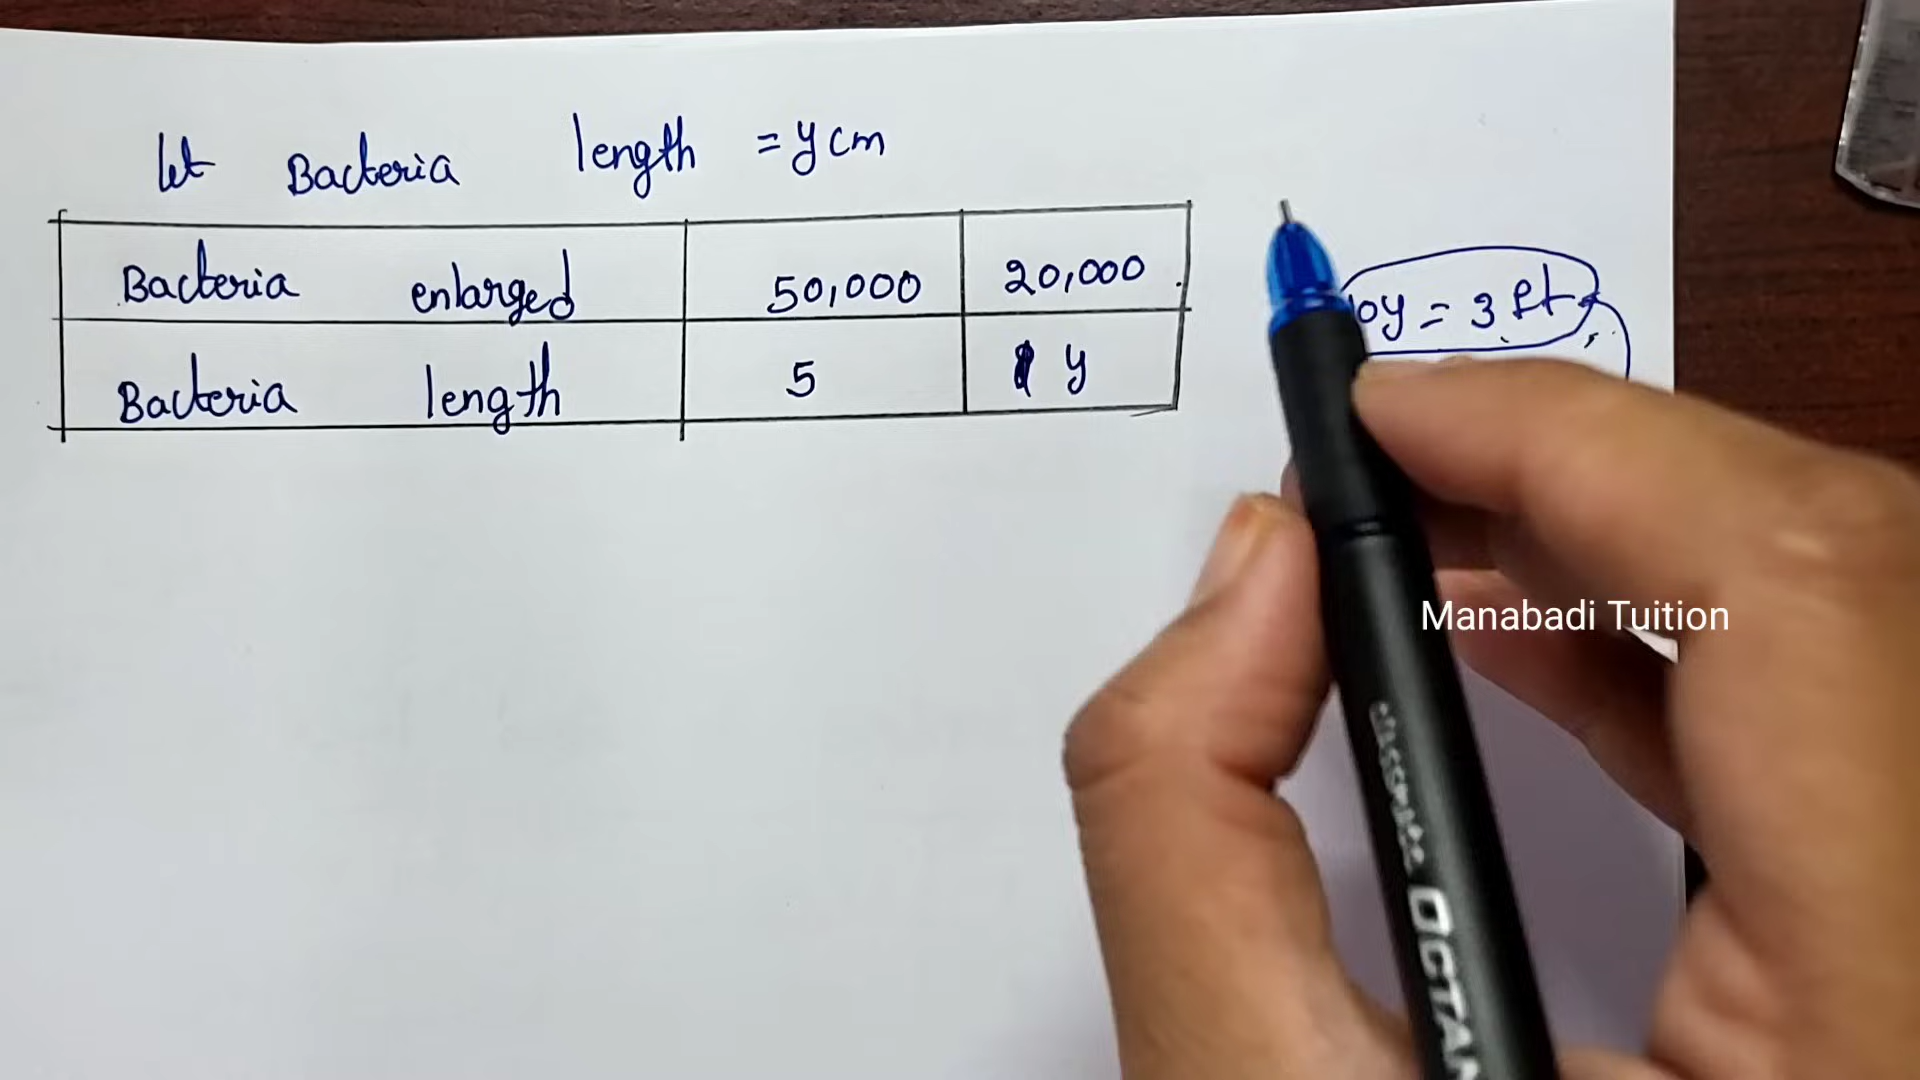 let Bacteria length = y cm
Bacteria enlarged 50,000 20,000
Bacteria length 5 y
y = 3 ft
Manabadi Tuition
OCTAN